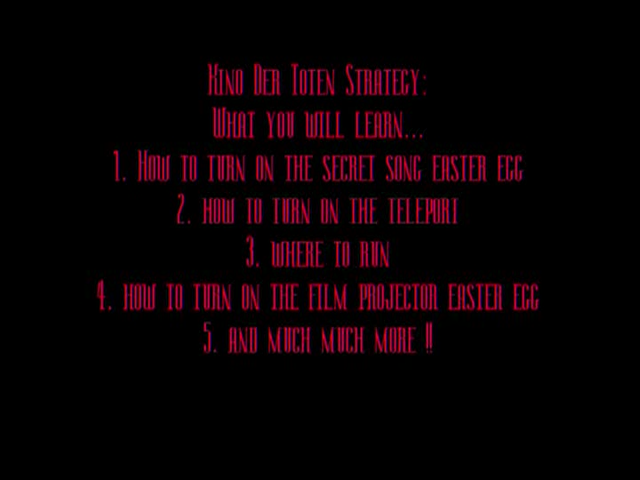 Kino Der Toten Strategy:
What you will learn...
1. How to turn on the secret song easter egg
2. how to turn on the teleport
3. where to run
4. how to turn on the film projector easter egg
5. and much much more !!